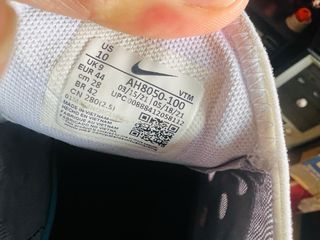 US
10
UK 9
EUR 44
cm 28
BR 42
CN 280(2.5)
VTM
AH8050-100
03/15/21 | 05/18/21
MADE IN VIETNAM